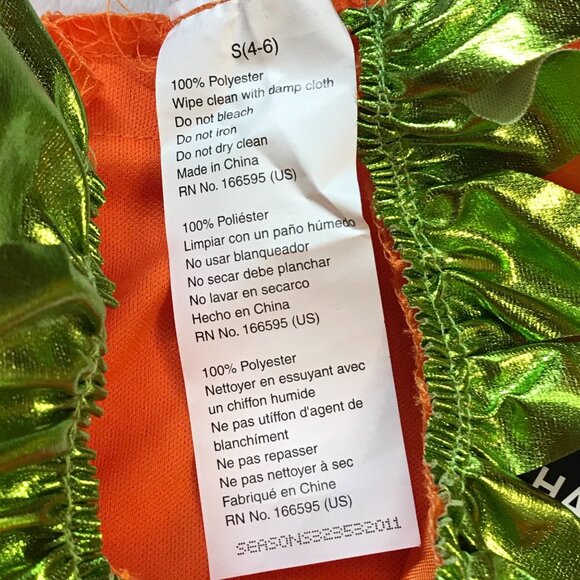 S(4-6)
100% Polyester
Wipe clean with damp cloth
Do not bleach
Do not iron
Do not dry clean
Made in China
RN No. 166595 (US)
100% Poliéster
Limpiar con un paño húmedo
No usar blanqueador
No secar debe planchar
No lavar en secarco
Hecho en China
RN No. 166595 (US)
100% Polyester
Nettoyer en essuyant avec
un chiffon humide
Ne pas utiffon d'agent de
blanchiment
Ne pas repasser
Ne pas nettoyer à sec
Fabriqué en China
RN No. 166595 (US)
HA